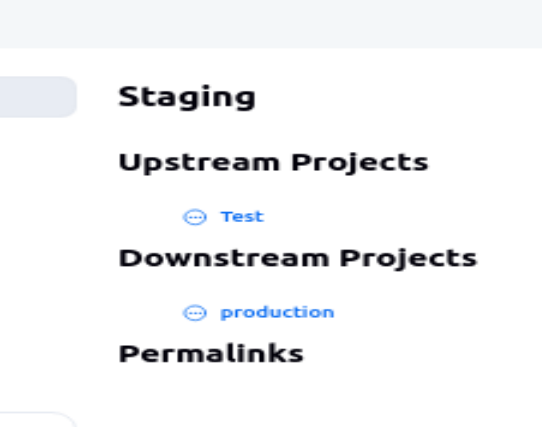 Staging
Upstream Projects
Test
Downstream Projects
production
Permalinks